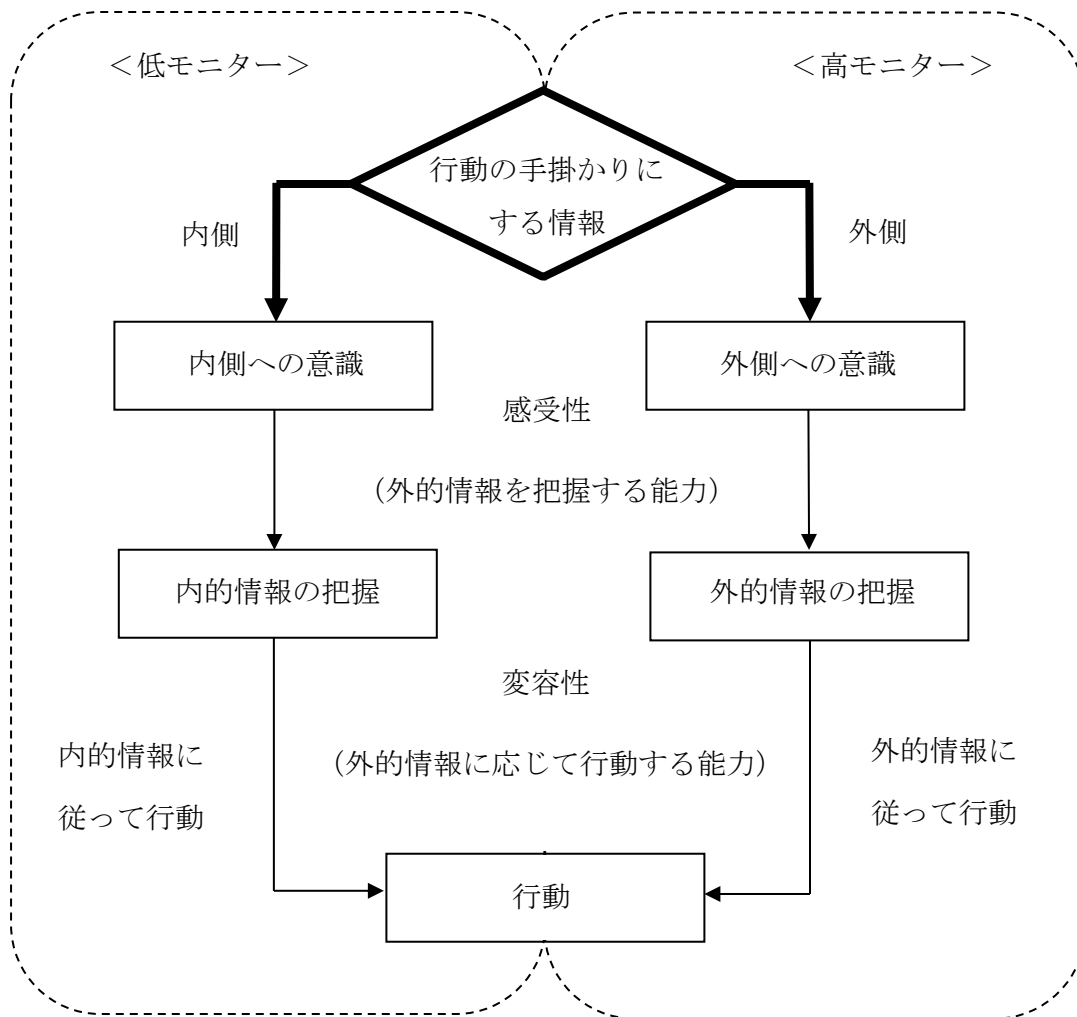 ＜低モニター＞
＜高モニター＞
行動の手掛かりに
する情報
内側
外側
内側への意識
外側への意識
感受性
（外的情報を把握する能力）
内的情報の把握
外的情報の把握
変容性
（外的情報に応じて行動する能力）
内的情報に
従って行動
外的情報に
従って行動
行動